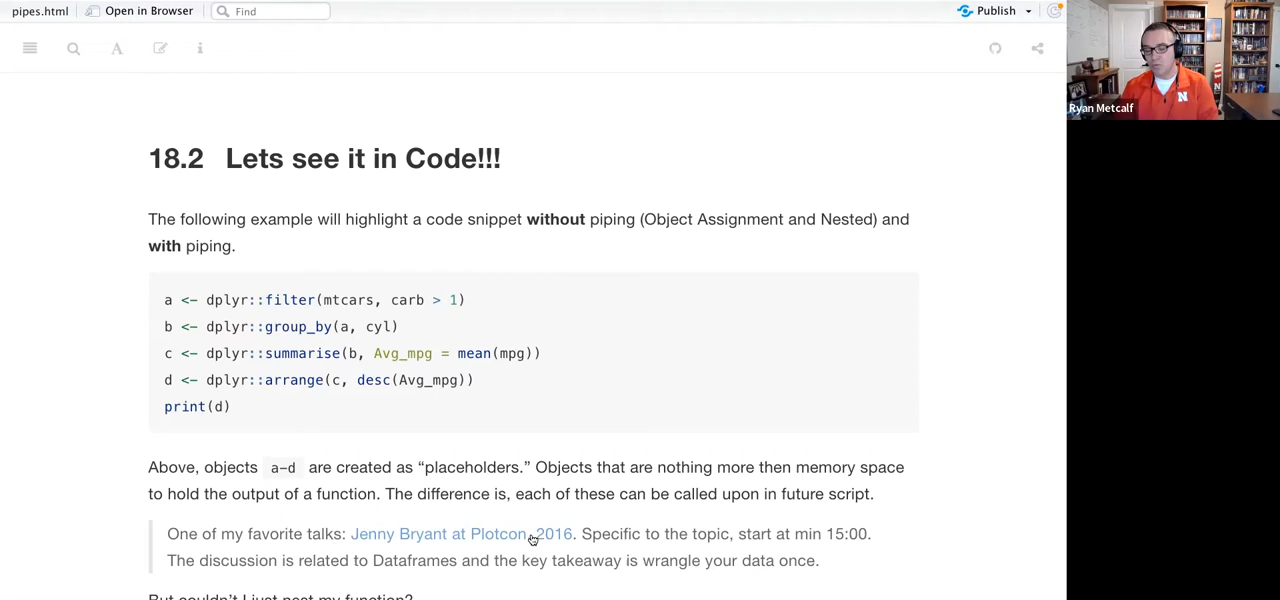 pipes.html Open in Browser Find Publish
18.2 Lets see it in Code!!!
The following example will highlight a code snippet without piping (Object Assignment and Nested) and
with piping.
a <- dplyr::filter(mtcars, carb > 1)
b <- dplyr::group_by(a, cyl)
c <- dplyr::summarise(b, Avg_mpg = mean(mpg))
d <- dplyr::arrange(c, desc(Avg_mpg))
print(d)
Above, objects a-d are created as “placeholders.” Objects that are nothing more then memory space
to hold the output of a function. The difference is, each of these can be called upon in future script.
One of my favorite talks: Jenny Bryant at Plotcon, 2016. Specific to the topic, start at min 15:00.
The discussion is related to Dataframes and the key takeaway is wrangle your data once.
But couldn't I just nest my function?
Ryan Metcalf
N